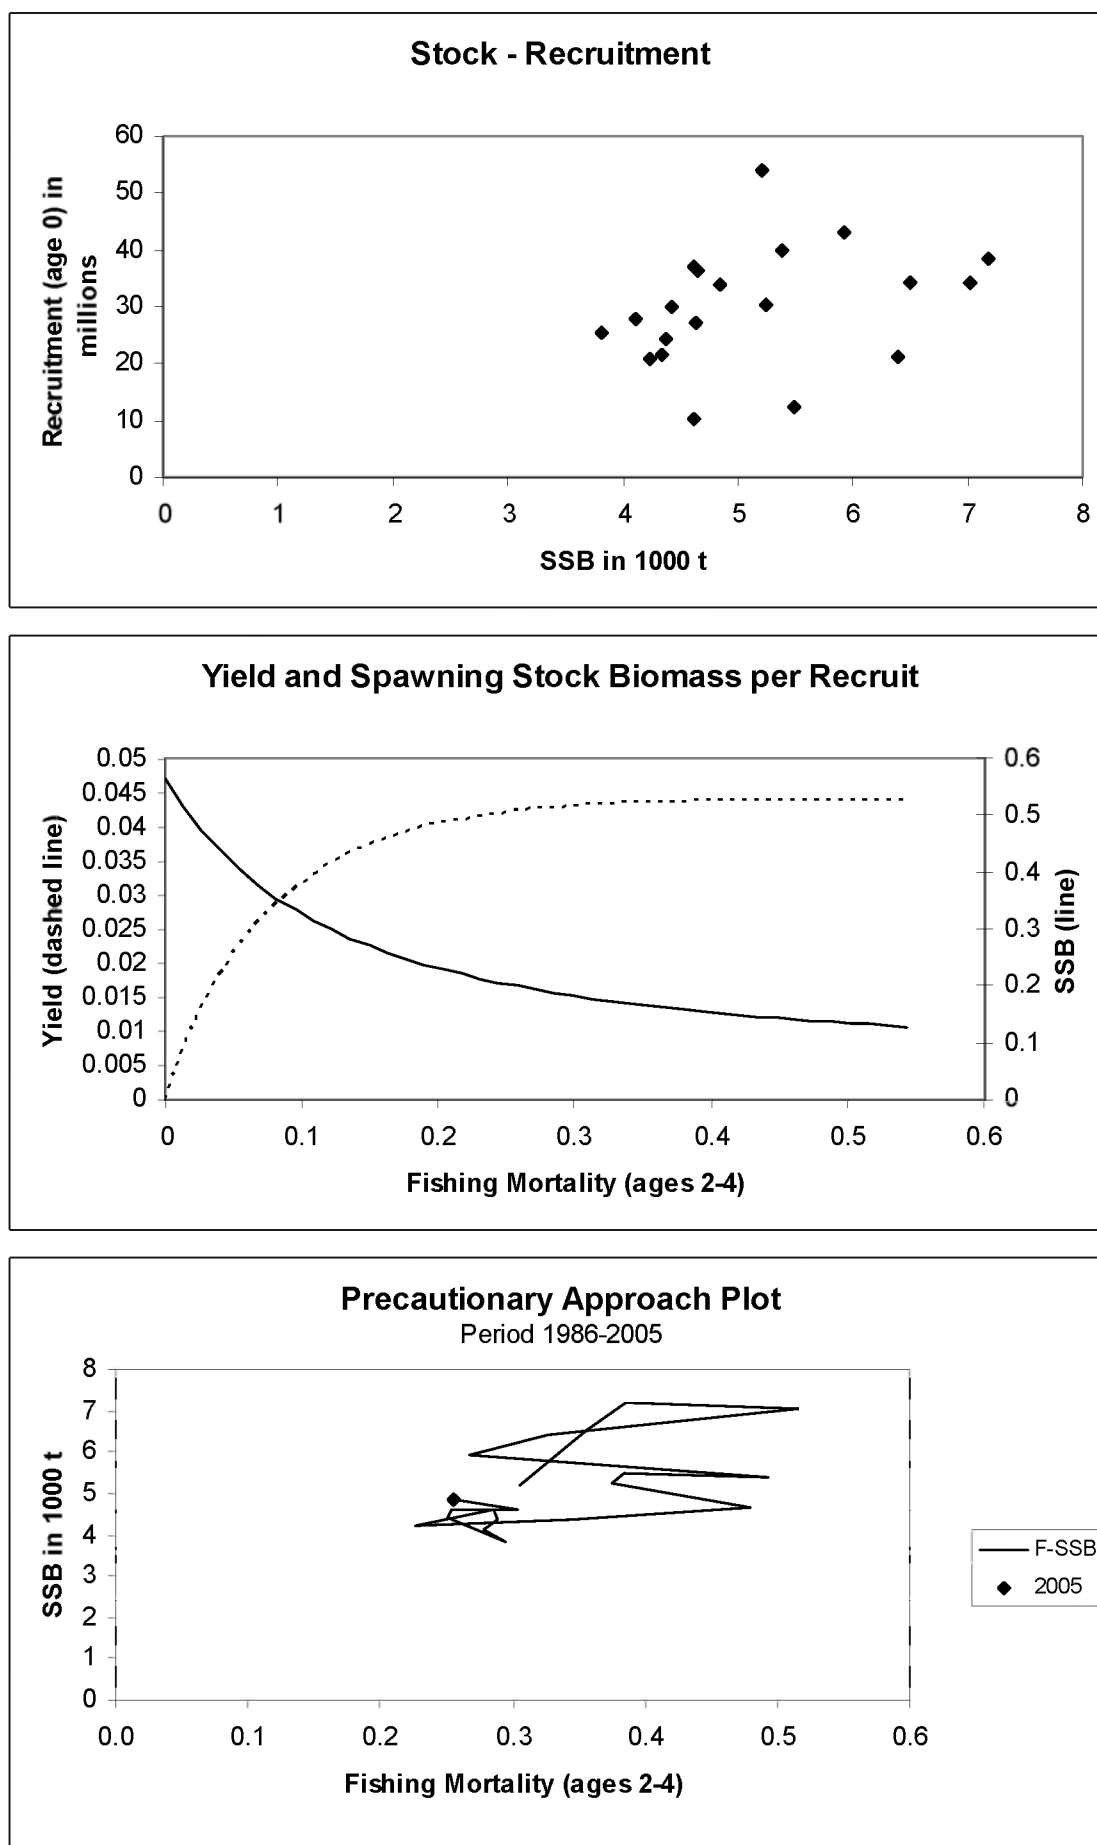 Stock - Recruitment
Recruitment (age 0) in
millions
60
50
40
30
20
10
0
0 1 2 3 4 5 6 7 8
SSB in 1000 t
Yield and Spawning Stock Biomass per Recruit
Yield (dashed line)
0.05
0.045
0.04
0.035
0.03
0.025
0.02
0.015
0.01
0.005
0
0.6
0.5
0.4
0.3
0.2
0.1
0
SSB (line)
0 0.1 0.2 0.3 0.4 0.5 0.6
Fishing Mortality (ages 2-4)
Precautionary Approach Plot
Period 1986-2005
SSB in 1000 t
8
7
6
5
4
3
2
1
0
0.0 0.1 0.2 0.3 0.4 0.5 0.6
Fishing Mortality (ages 2-4)
F-SSB
2005